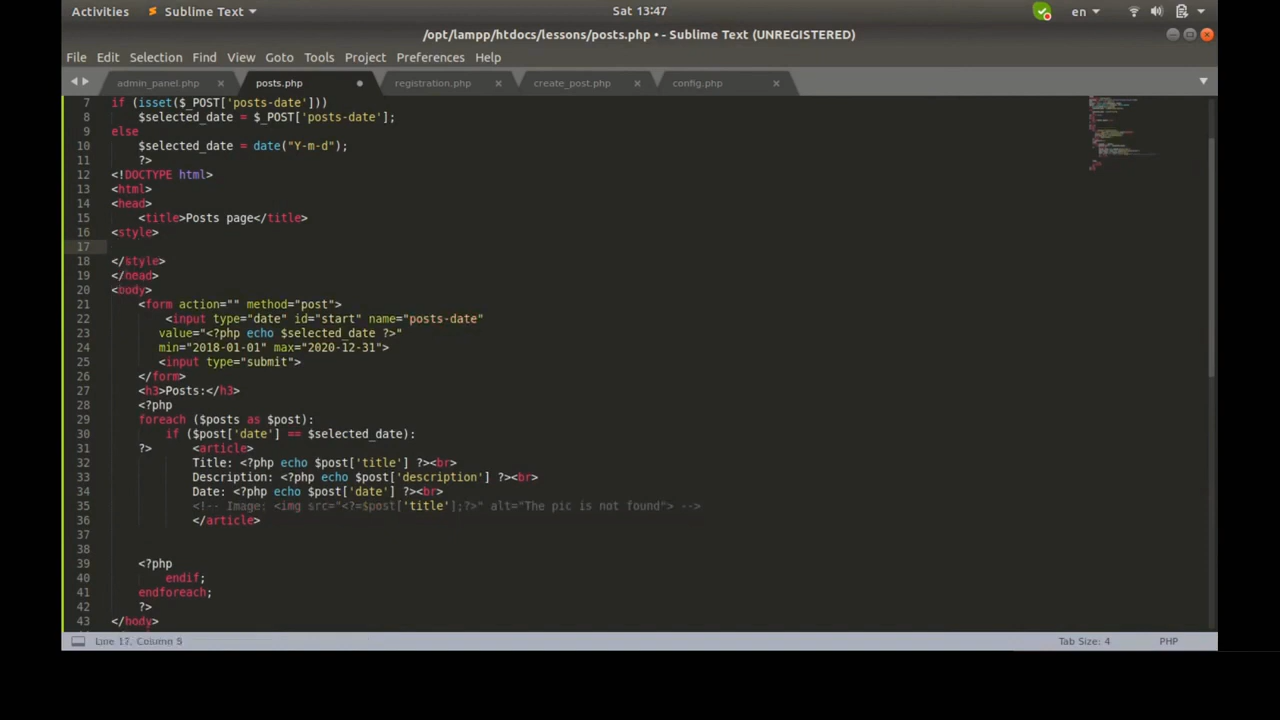 Activities Sublime Text Sat 13:47 en
/opt/lampp/htdocs/lessons/posts.php • - Sublime Text (UNREGISTERED)
File Edit Selection Find View Goto Tools Project Preferences Help
admin_panel.php posts.php registration.php create_post.php config.php
7 if (isset($_POST['posts-date']))
8 $selected_date = $_POST['posts-date'];
9 else
10 $selected_date = date("Y-m-d");
11 ?>
12 <!DOCTYPE html>
13 <html>
14 <head>
15 <title>Posts page</title>
16 <style>
17
18 </style>
19 </head>
20 <body>
21 <form action="" method="post">
22 <input type="date" id="start" name="posts-date"
23 value="<?php echo $selected_date ?>"
24 min="2018-01-01" max="2020-12-31">
25 <input type="submit">
26 </form>
27 <h3>Posts:</h3>
28 <?php
29 foreach ($posts as $post):
30 if ($post['date'] == $selected_date):
31 ?> <article>
32 Title: <?php echo $post['title'] ?><br>
33 Description: <?php echo $post['description'] ?><br>
34 Date: <?php echo $post['date'] ?><br>
35 <!-- Image: <img src="<?=$post['title'];?>" alt="The pic is not found"> -->
36 </article>
37
38
39 <?php
40 endif;
41 endforeach;
42 ?>
43 </body>
Line 17, Column 5 Tab Size: 4 PHP